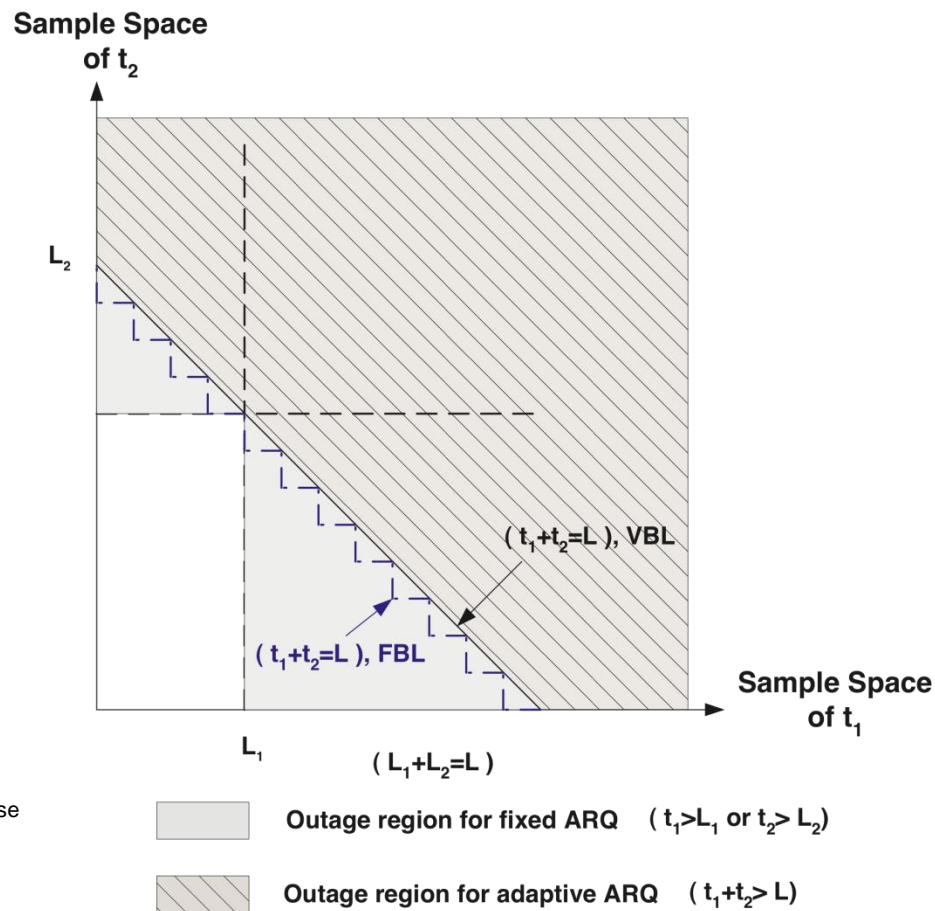 Sample Space
of t₂
L₂
( t₁+t₂=L ), VBL
( t₁+t₂=L ), FBL
Sample Space
of t₁
L₁
( L₁+L₂=L )
se
Outage region for fixed ARQ ( t₁>L₁ or t₂> L₂)
Outage region for adaptive ARQ ( t₁+t₂> L)